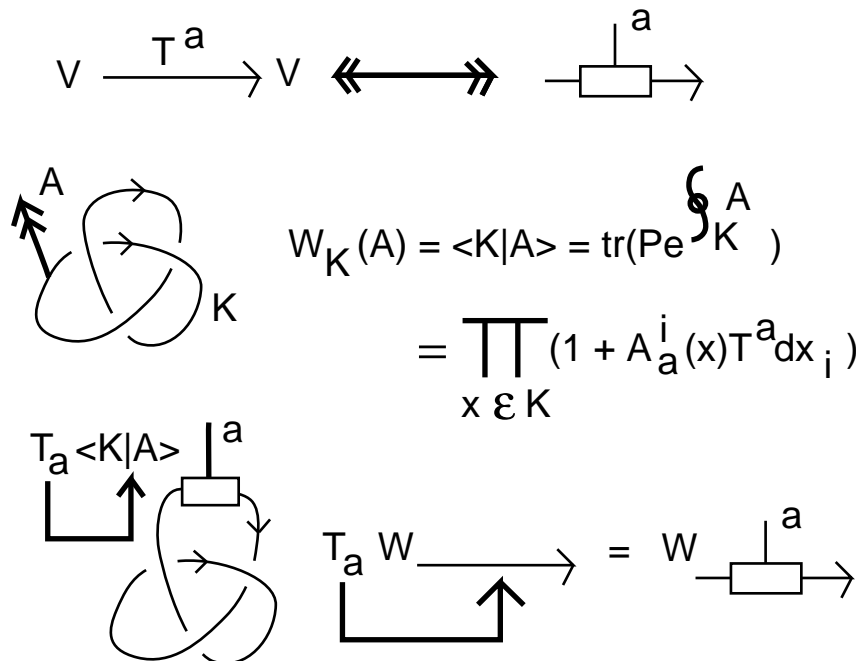 V T^a V a
A
W_K(A) = <K|A> = tr(Pe^{∮_K A})
K
= ∏(1 + A^i_a(x)T^a dx_i)
x ε K
T_a <K|A> a
T_a W = W a